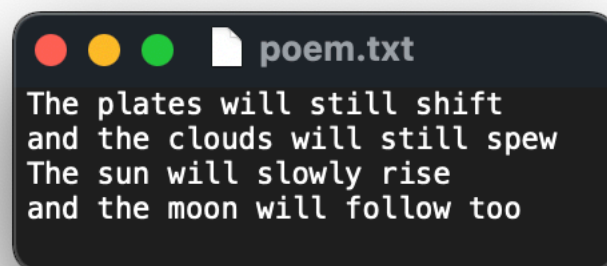 poem.txt
The plates will still shift
and the clouds will still spew
The sun will slowly rise
and the moon will follow too